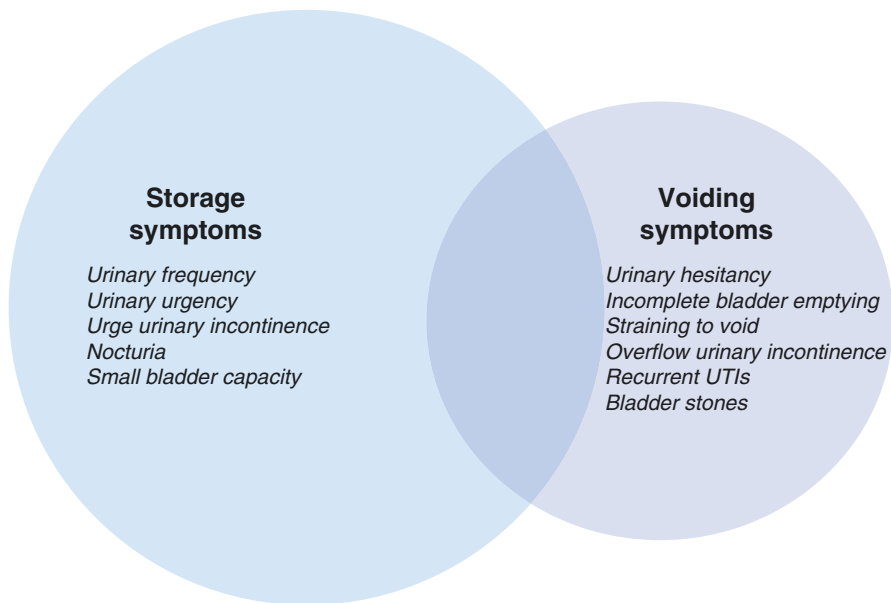 Storage
symptoms
Urinary frequency
Urinary urgency
Urge urinary incontinence
Nocturia
Small bladder capacity
Voiding
symptoms
Urinary hesitancy
Incomplete bladder emptying
Straining to void
Overflow urinary incontinence
Recurrent UTIs
Bladder stones